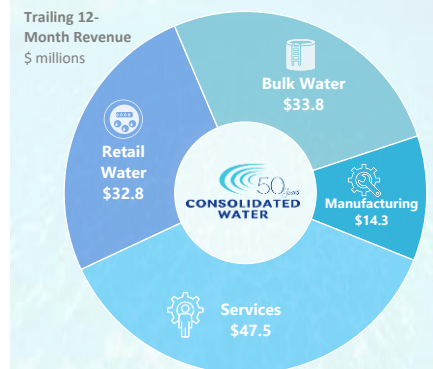 Trailing 12-
Month Revenue
$ millions
Bulk Water
$33.8
Retail
Water
$32.8
Manufacturing
$14.3
50 Years
CONSOLIDATED
WATER
Services
$47.5